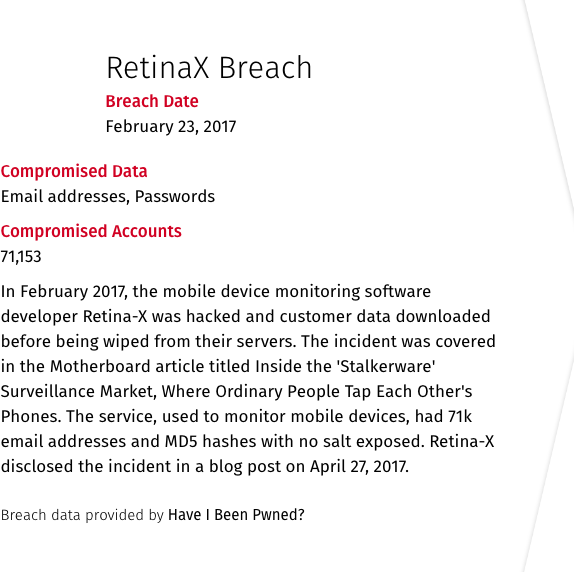 RetinaX Breach
Breach Date
February 23, 2017
Compromised Data
Email addresses, Passwords
Compromised Accounts
71,153
In February 2017, the mobile device monitoring software
developer Retina-X was hacked and customer data downloaded
before being wiped from their servers. The incident was covered
in the Motherboard article titled Inside the 'Stalkerware'
Surveillance Market, Where Ordinary People Tap Each Other's
Phones. The service, used to monitor mobile devices, had 71k
email addresses and MD5 hashes with no salt exposed. Retina-X
disclosed the incident in a blog post on April 27, 2017.
Breach data provided by Have I Been Pwned?